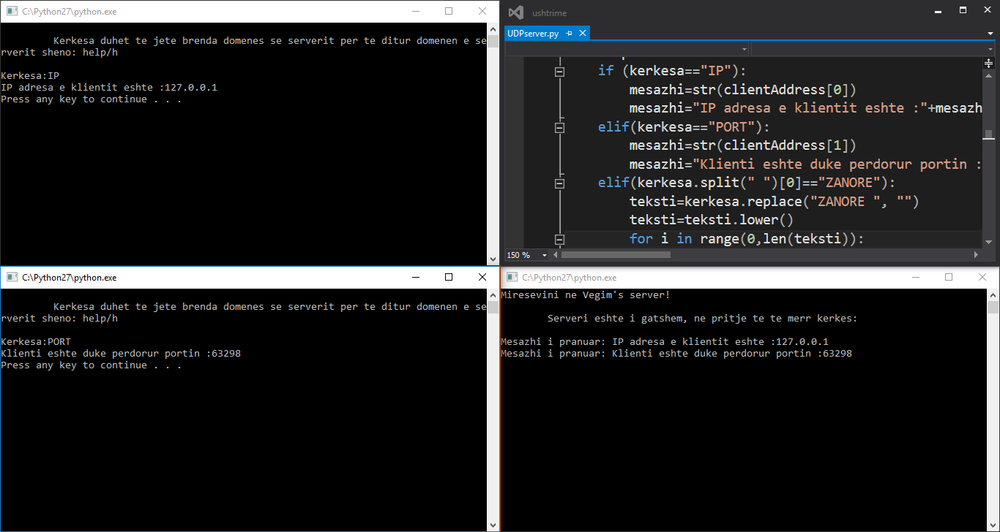 C:\Python27\python.exe
Kerkesa duhet te jete brenda domenes se serverit per te ditur domenen e se
rverit sheno: help/h
Kerkesa:IP
IP adresa e klientit eshte :127.0.0.1
Press any key to continue . . .
ushtrime
UDPserver.py
if (kerkesa=="IP"):
mesazhi=str(clientAddress[0])
mesazhi="IP adresa e klientit eshte :"+mesazh
elif(kerkesa=="PORT"):
mesazhi=str(clientAddress[1])
mesazhi="Klienti eshte duke perdorur portin :
elif(kerkesa.split(" ")[0]=="ZANORE"):
teksti=kerkesa.replace("ZANORE ", "")
teksti=teksti.lower()
for i in range(0,len(teksti)):
150 %
C:\Python27\python.exe
Kerkesa duhet te jete brenda domenes se serverit per te ditur domenen e se
rverit sheno: help/h
Kerkesa:PORT
Klienti eshte duke perdorur portin :63298
Press any key to continue . . .
C:\Python27\python.exe
Miresevini ne Vegim's server!
Serveri eshte i gatshem, ne pritje te te merr kerkes:
Mesazhi i pranuar: IP adresa e klientit eshte :127.0.0.1
Mesazhi i pranuar: Klienti eshte duke perdorur portin :63298